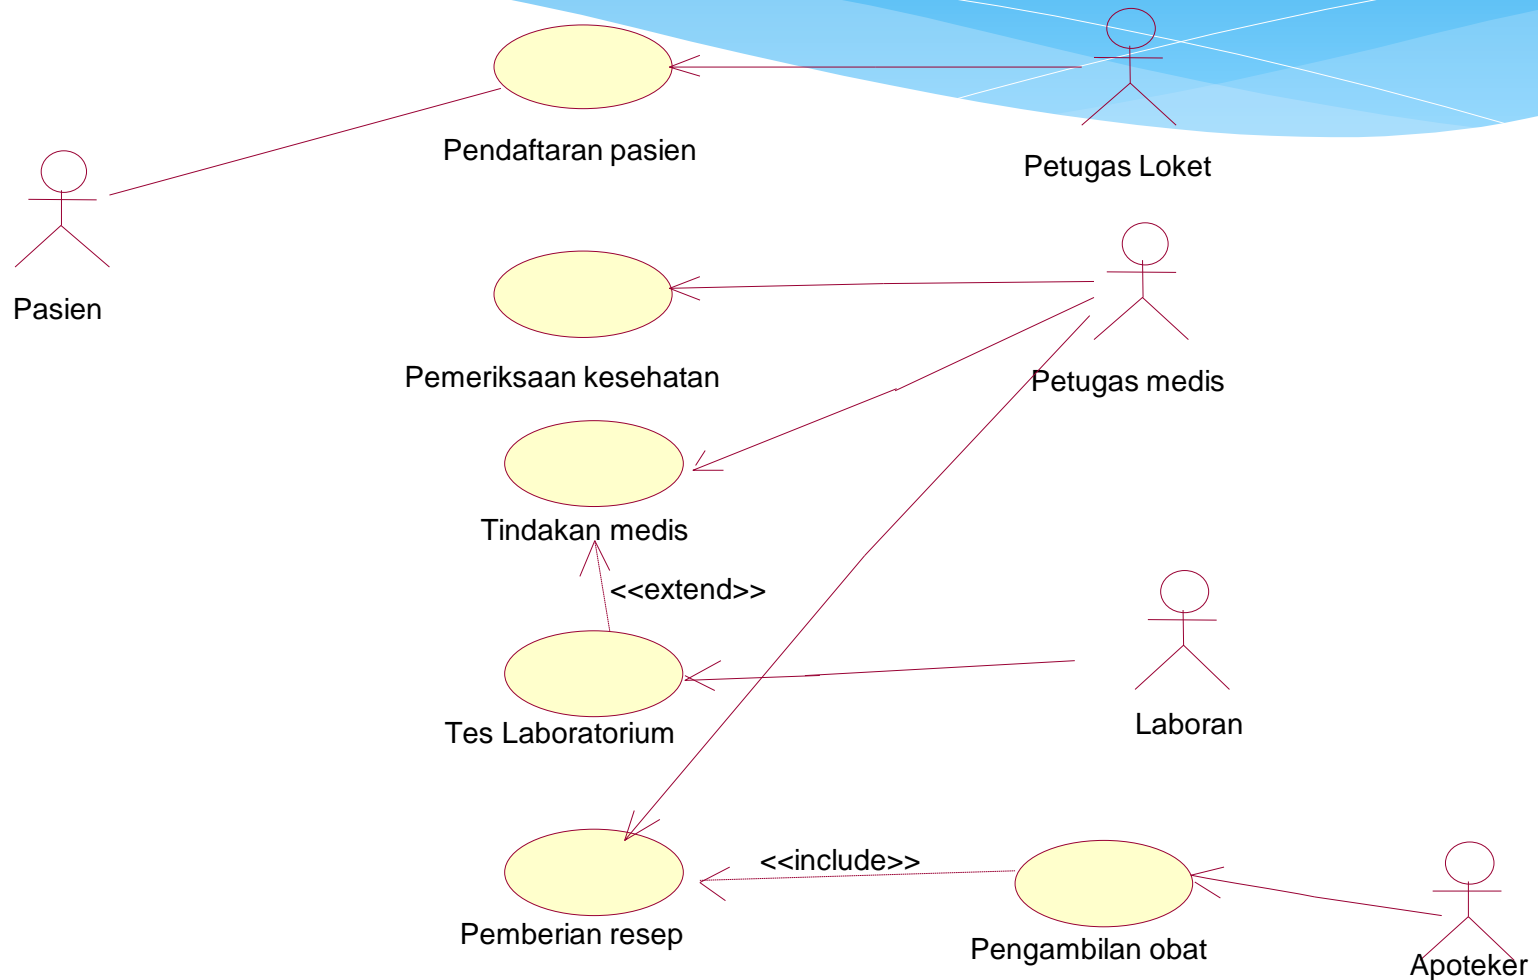 Pendaftaran pasien
Petugas Loket
Pasien
Pemeriksaan kesehatan
Petugas medis
Tindakan medis
<<extend>>
Tes Laboratorium
Laboran
<<include>>
Pemberian resep
Pengambilan obat
Apoteker